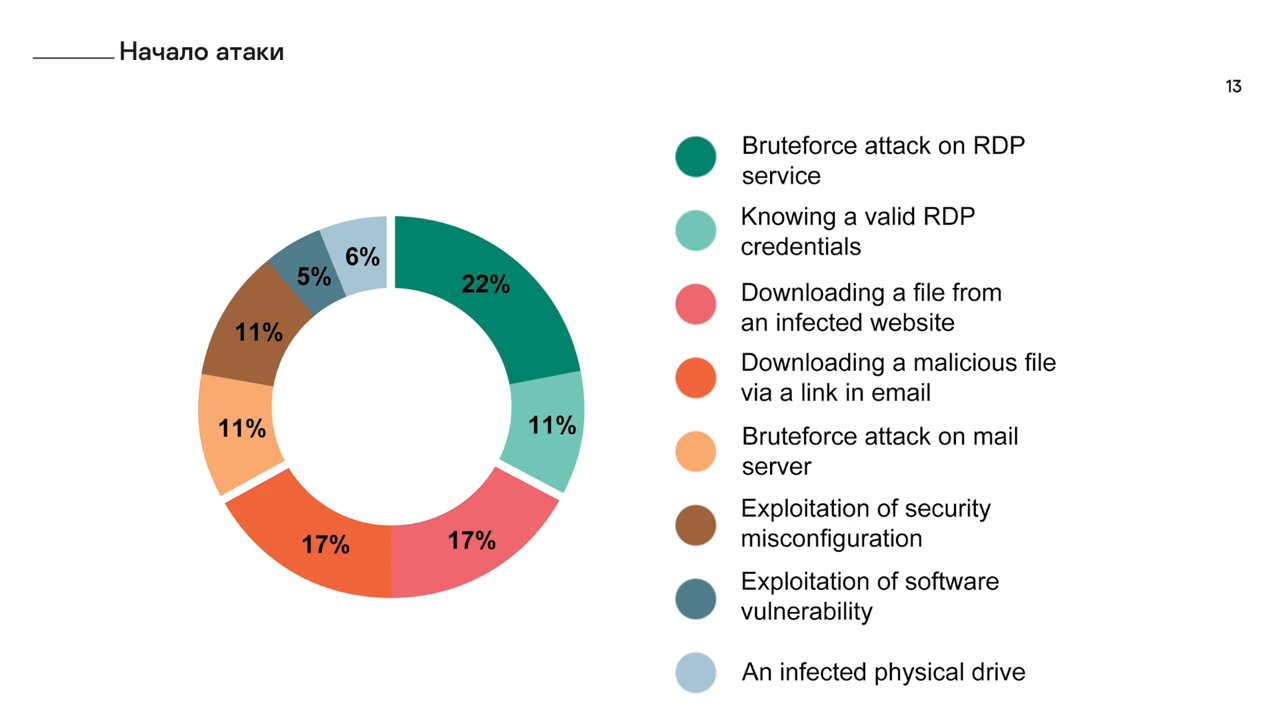 Начало атаки
13
Bruteforce attack on RDP
service
Knowing a valid RDP
credentials
Downloading a file from
an infected website
Downloading a malicious file
via a link in email
Bruteforce attack on mail
server
Exploitation of security
misconfiguration
Exploitation of software
vulnerability
An infected physical drive
22%
11%
17%
17%
11%
11%
5%
6%